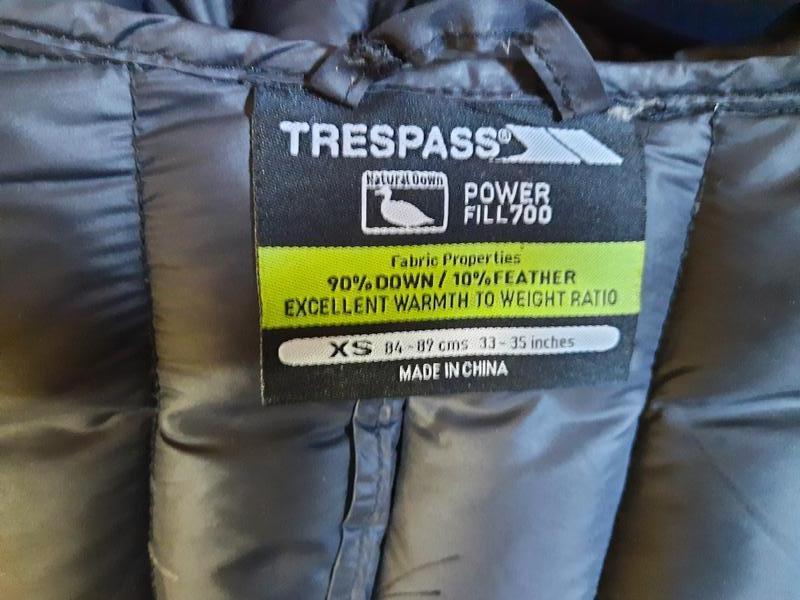 TRESPASS®
Natural Down
POWER
FILL700
Fabric Properties
90% DOWN / 10% FEATHER
EXCELLENT WARMTH TO WEIGHT RATIO
XS 84-89 cms 33-35 inches
MADE IN CHINA